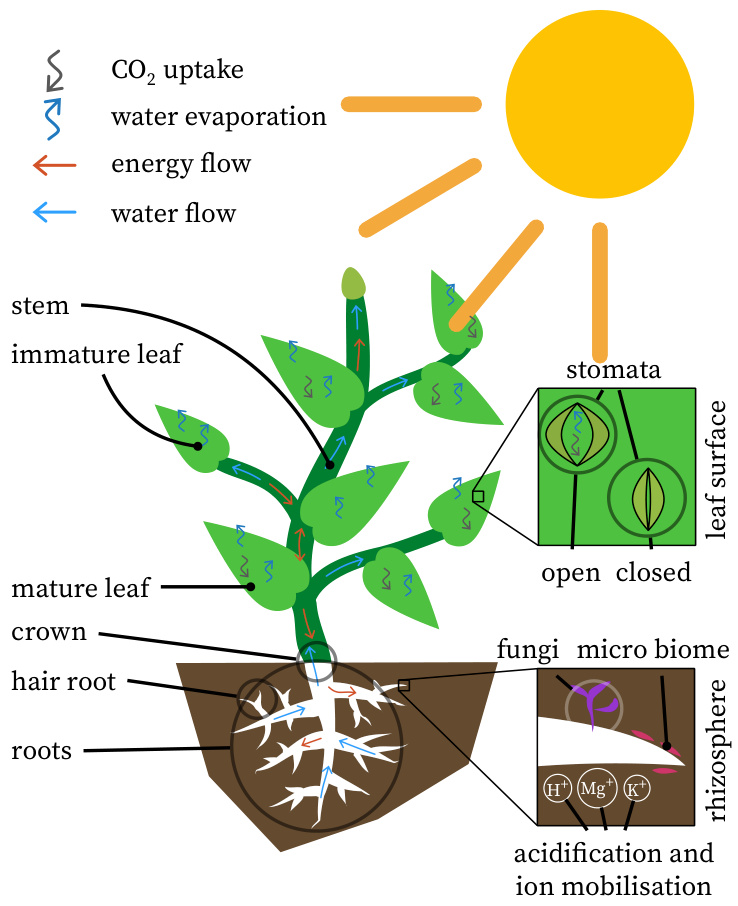 CO₂ uptake
water evaporation
energy flow
water flow
stem
immature leaf
stomata
leaf surface
open closed
mature leaf
crown
hair root
roots
fungi micro biome
rhizosphere
H⁺ Mg⁺ K⁺
acidification and
ion mobilisation